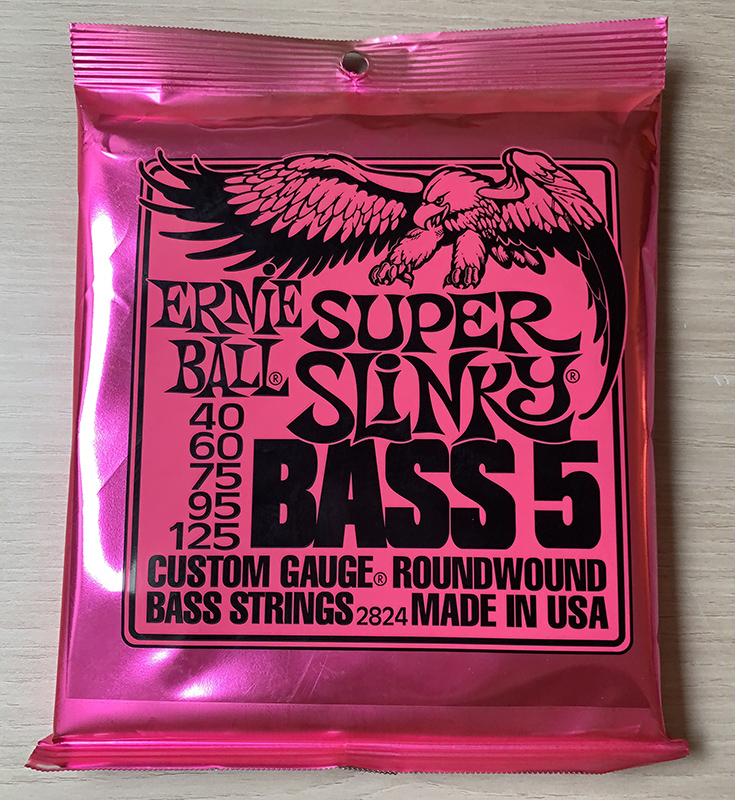 ERNiE
BALL®
SUPER
SLiNKY®
40
60
75
95
125
BASS 5
CUSTOM GAUGE® ROUNDWOUND
BASS STRINGS 2824 MADE IN USA